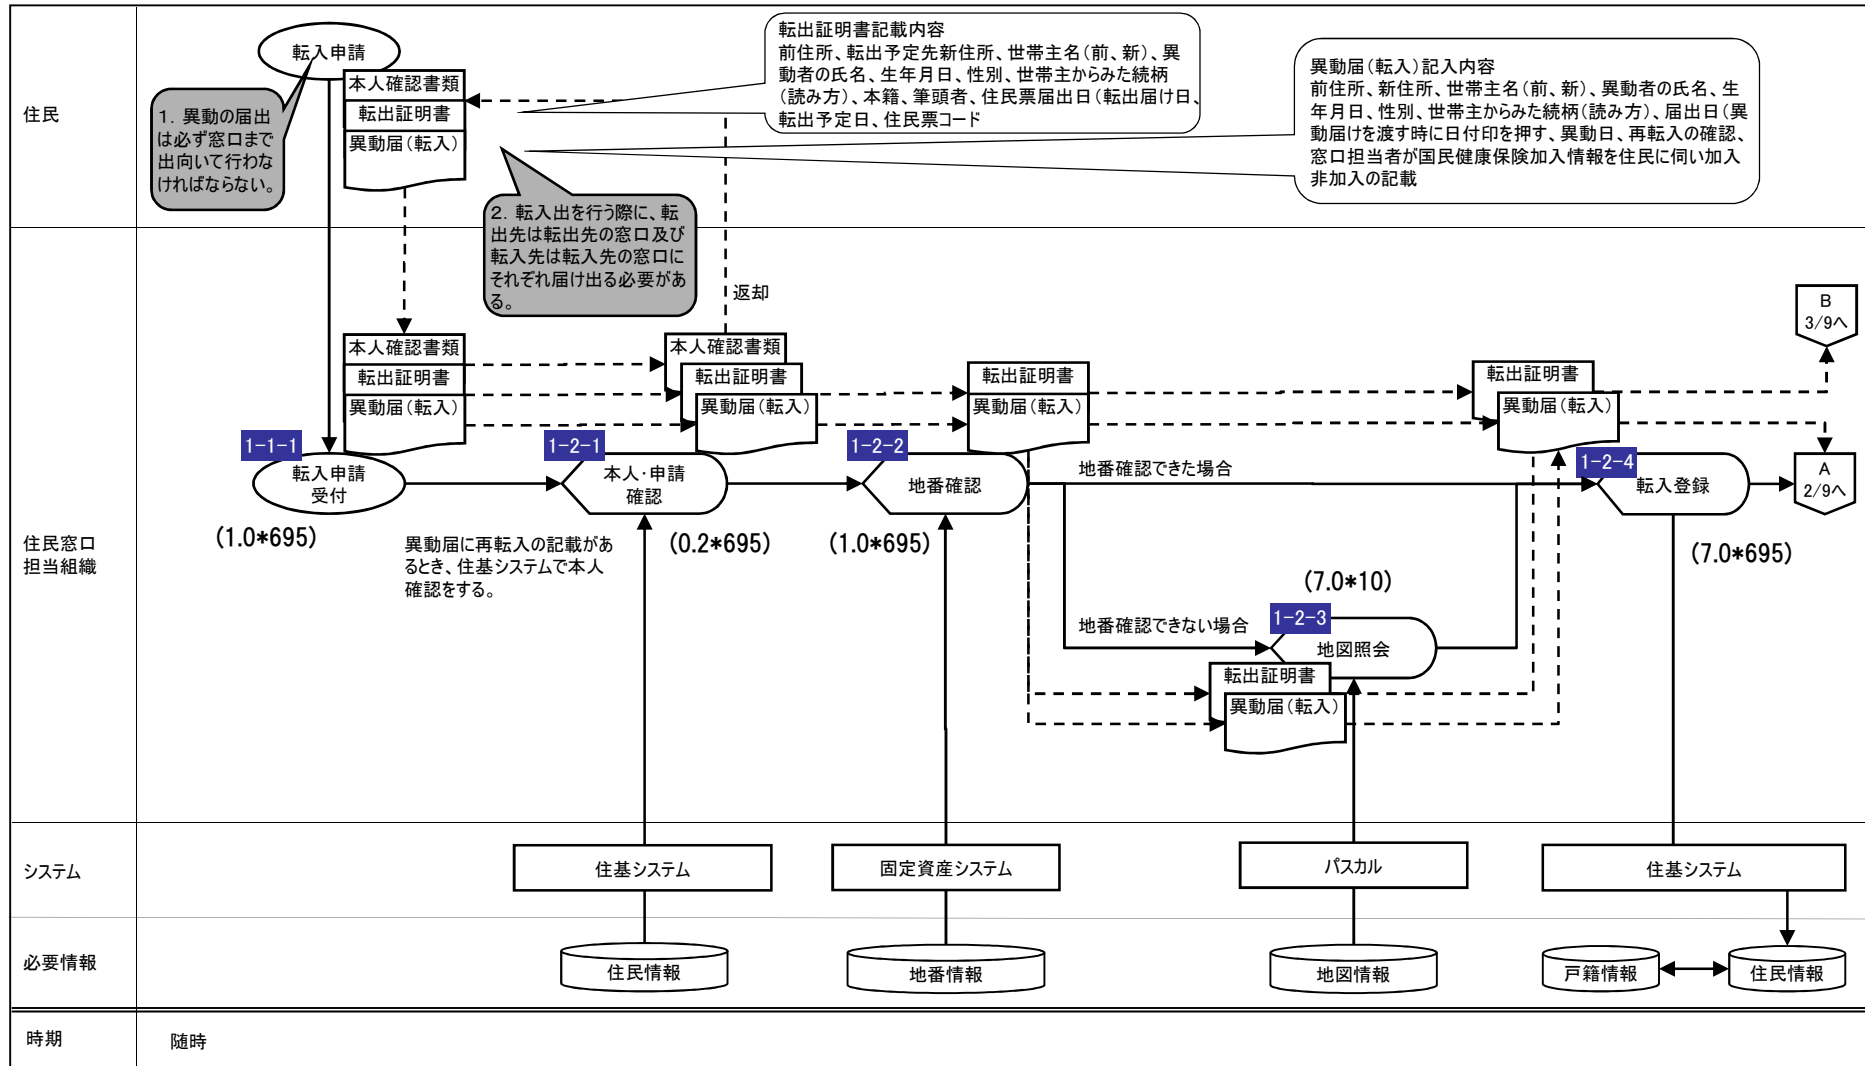 住民
転入申請
本人確認書類
転出証明書
異動届(転入)
1. 異動の届出
は必ず窓口まで
出向いて行わな
ければならない。
転出証明書記載内容
前住所、転出予定先新住所、世帯主名(前、新)、異
動者の氏名、生年月日、性別、世帯主からみた続柄
(読み方)、本籍、筆頭者、住民票届出日(転出届け日、
転出予定日、住民票コード
異動届(転入)記入内容
前住所、新住所、世帯主名(前、新)、異動者の氏名、生
年月日、性別、世帯主からみた続柄(読み方)、届出日(異
動届けを渡す時に日付印を押す、異動日、再転入の確認、
窓口担当者が国民健康保険加入情報を住民に伺い加入
非加入の記載
2. 転入出を行う際に、転
出先は転出先の窓口及び
転入先は転入先の窓口に
それぞれ届け出る必要があ
る。
返却
住民窓口
担当組織
本人確認書類
転出証明書
異動届(転入)
本人確認書類
転出証明書
異動届(転入)
転出証明書
異動届(転入)
転出証明書
異動届(転入)
B
3/9へ
1-1-1
転入申請
受付
(1.0*695)
1-2-1
本人・申請
確認
(0.2*695)
異動届に再転入の記載があ
るとき、住基システムで本人
確認をする。
1-2-2
地番確認
(1.0*695)
地番確認できた場合
地番確認できない場合
(7.0*10)
1-2-3
地図照会
転出証明書
異動届(転入)
1-2-4
転入登録
(7.0*695)
A
2/9へ
システム
住基システム
固定資産システム
パスカル
住基システム
必要情報
住民情報
地番情報
地図情報
戸籍情報
住民情報
時期
随時